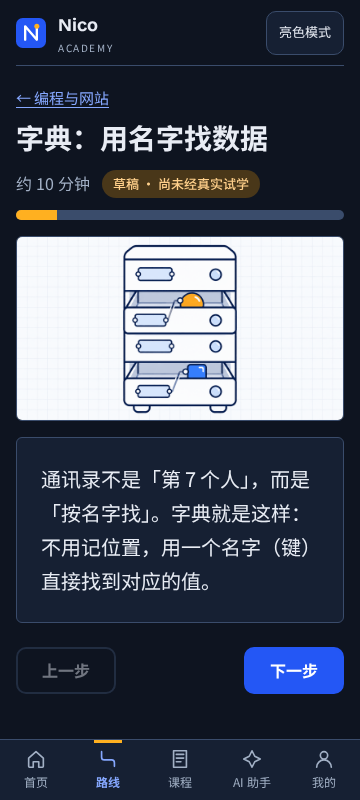 Nico
ACADEMY
亮色模式
← 编程与网站
字典：用名字找数据
约 10 分钟
草稿 · 尚未经真实试学
通讯录不是「第 7 个人」，而是
「按名字找」。字典就是这样：
不用记位置，用一个名字（键）
直接找到对应的值。
上一步
下一步
首页
路线
课程
AI 助手
我的